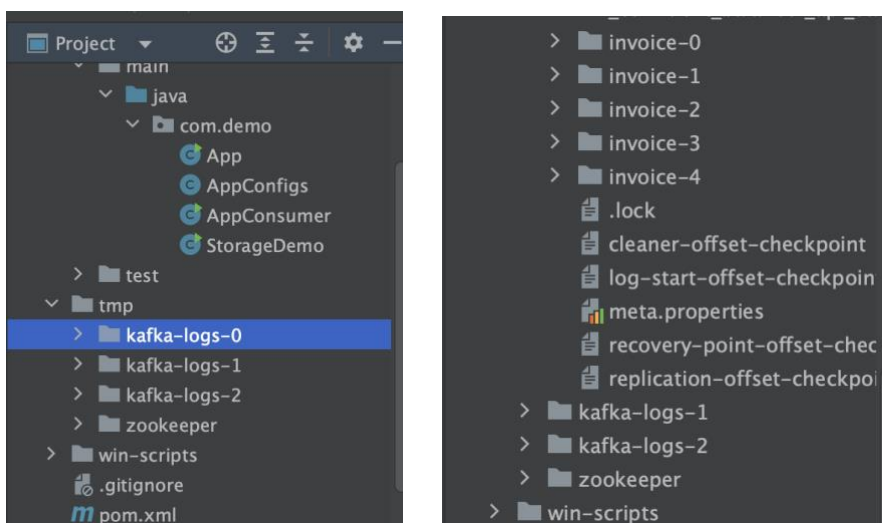 Project
main
java
com.demo
App
AppConfigs
AppConsumer
StorageDemo
test
tmp
kafka-logs-0
kafka-logs-1
kafka-logs-2
zookeeper
win-scripts
.gitignore
pom.xml
invoice-0
invoice-1
invoice-2
invoice-3
invoice-4
.lock
cleaner-offset-checkpoint
log-start-offset-checkpoin
meta.properties
recovery-point-offset-chec
replication-offset-checkpoi
kafka-logs-1
kafka-logs-2
zookeeper
win-scripts